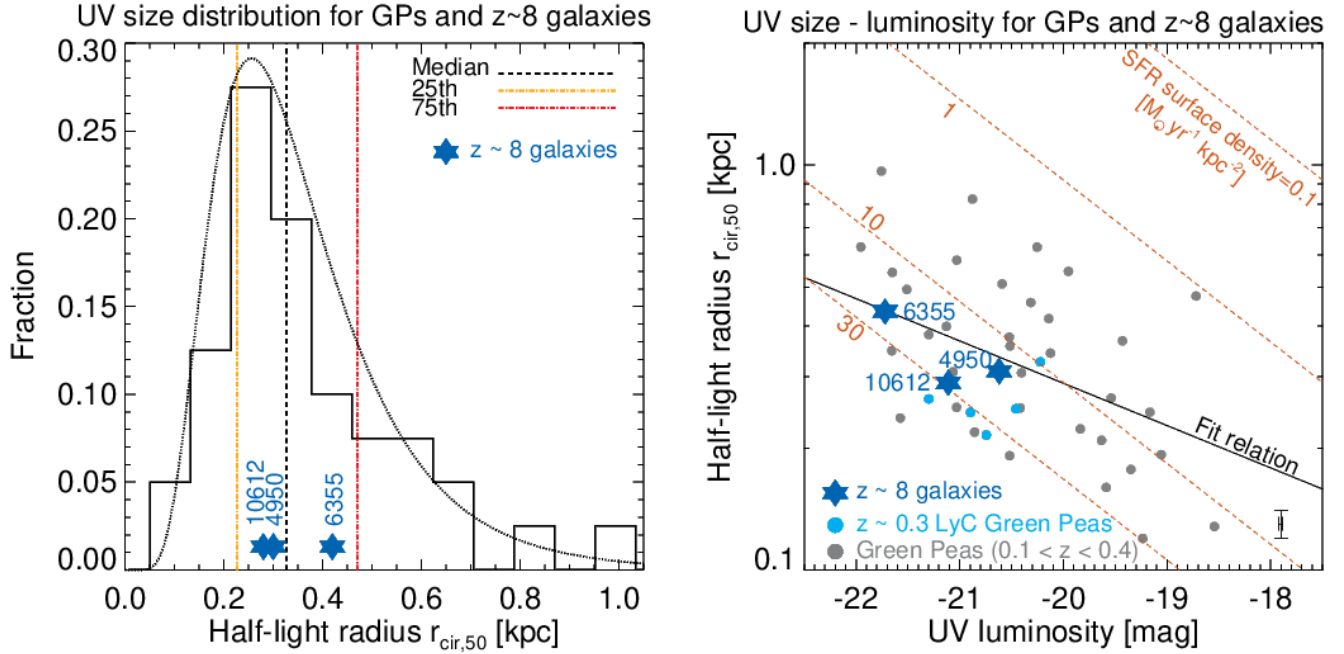 UV size distribution for GPs and z~8 galaxies
0.30
0.25
0.20
0.15
0.10
0.05
0.00
Fraction
Median
25th
75th
z ~ 8 galaxies
10612
4950
6355
0.0 0.2 0.4 0.6 0.8 1.0
Half-light radius r_cir,50 [kpc]
UV size - luminosity for GPs and z~8 galaxies
1.0
0.1
Half-light radius r_cir,50 [kpc]
SFR surface density=0.1
[M☉ yr⁻¹ kpc⁻²]
1
10
30
6355
4950
10612
Fit relation
z ~ 8 galaxies
z ~ 0.3 LyC Green Peas
Green Peas (0.1 < z < 0.4)
-22 -21 -20 -19 -18
UV luminosity [mag]